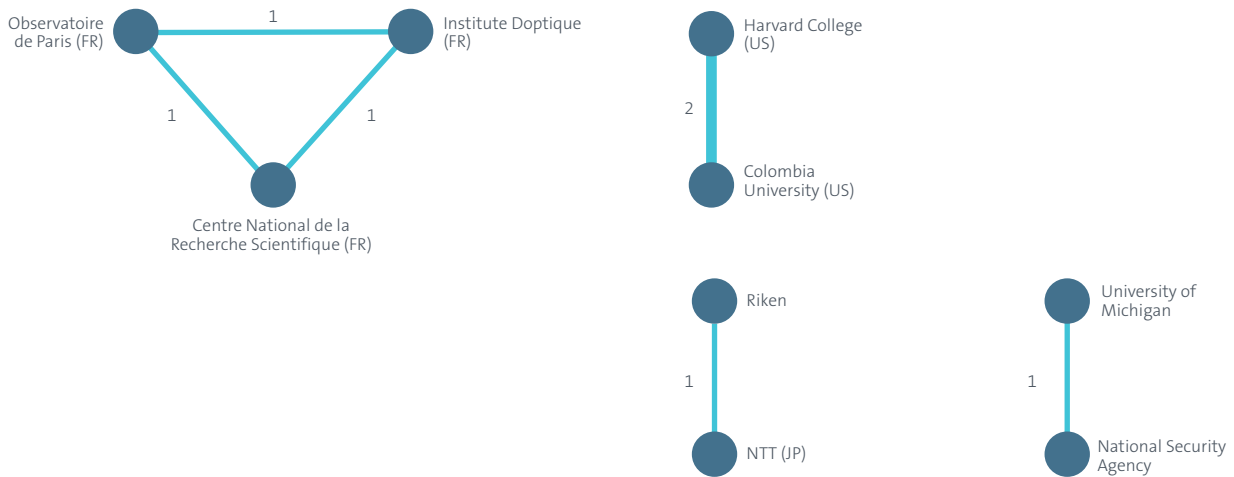 Observatoire
de Paris (FR)
1
Institute Doptique
(FR)
1
1
Centre National de la
Recherche Scientifique (FR)
Harvard College
(US)
2
Colombia
University (US)
Riken
1
NTT (JP)
University of
Michigan
1
National Security
Agency